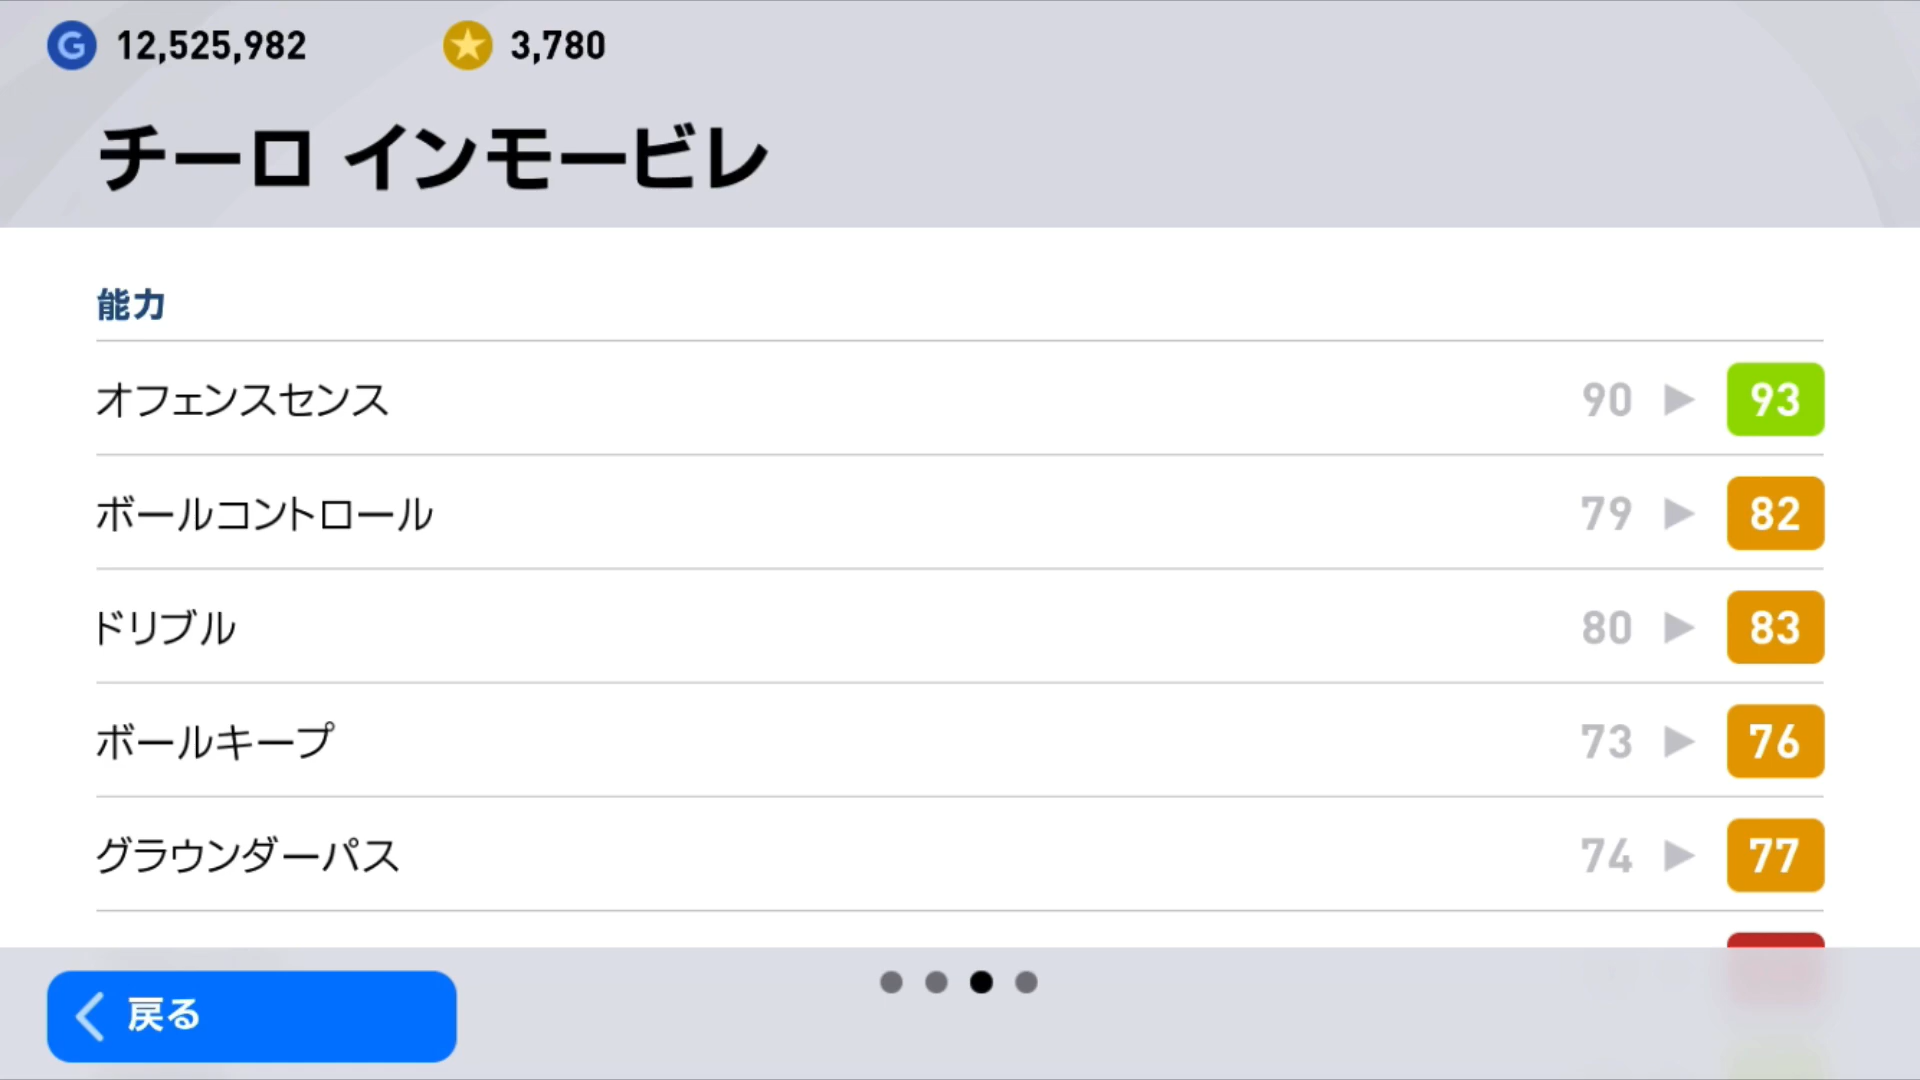 G 12,525,982 3,780
チーロ インモービレ
能力
オフェンスセンス 90 ▶ 93
ボールコントロール 79 ▶ 82
ドリブル 80 ▶ 83
ボールキープ 73 ▶ 76
グラウンダーパス 74 ▶ 77
戻る